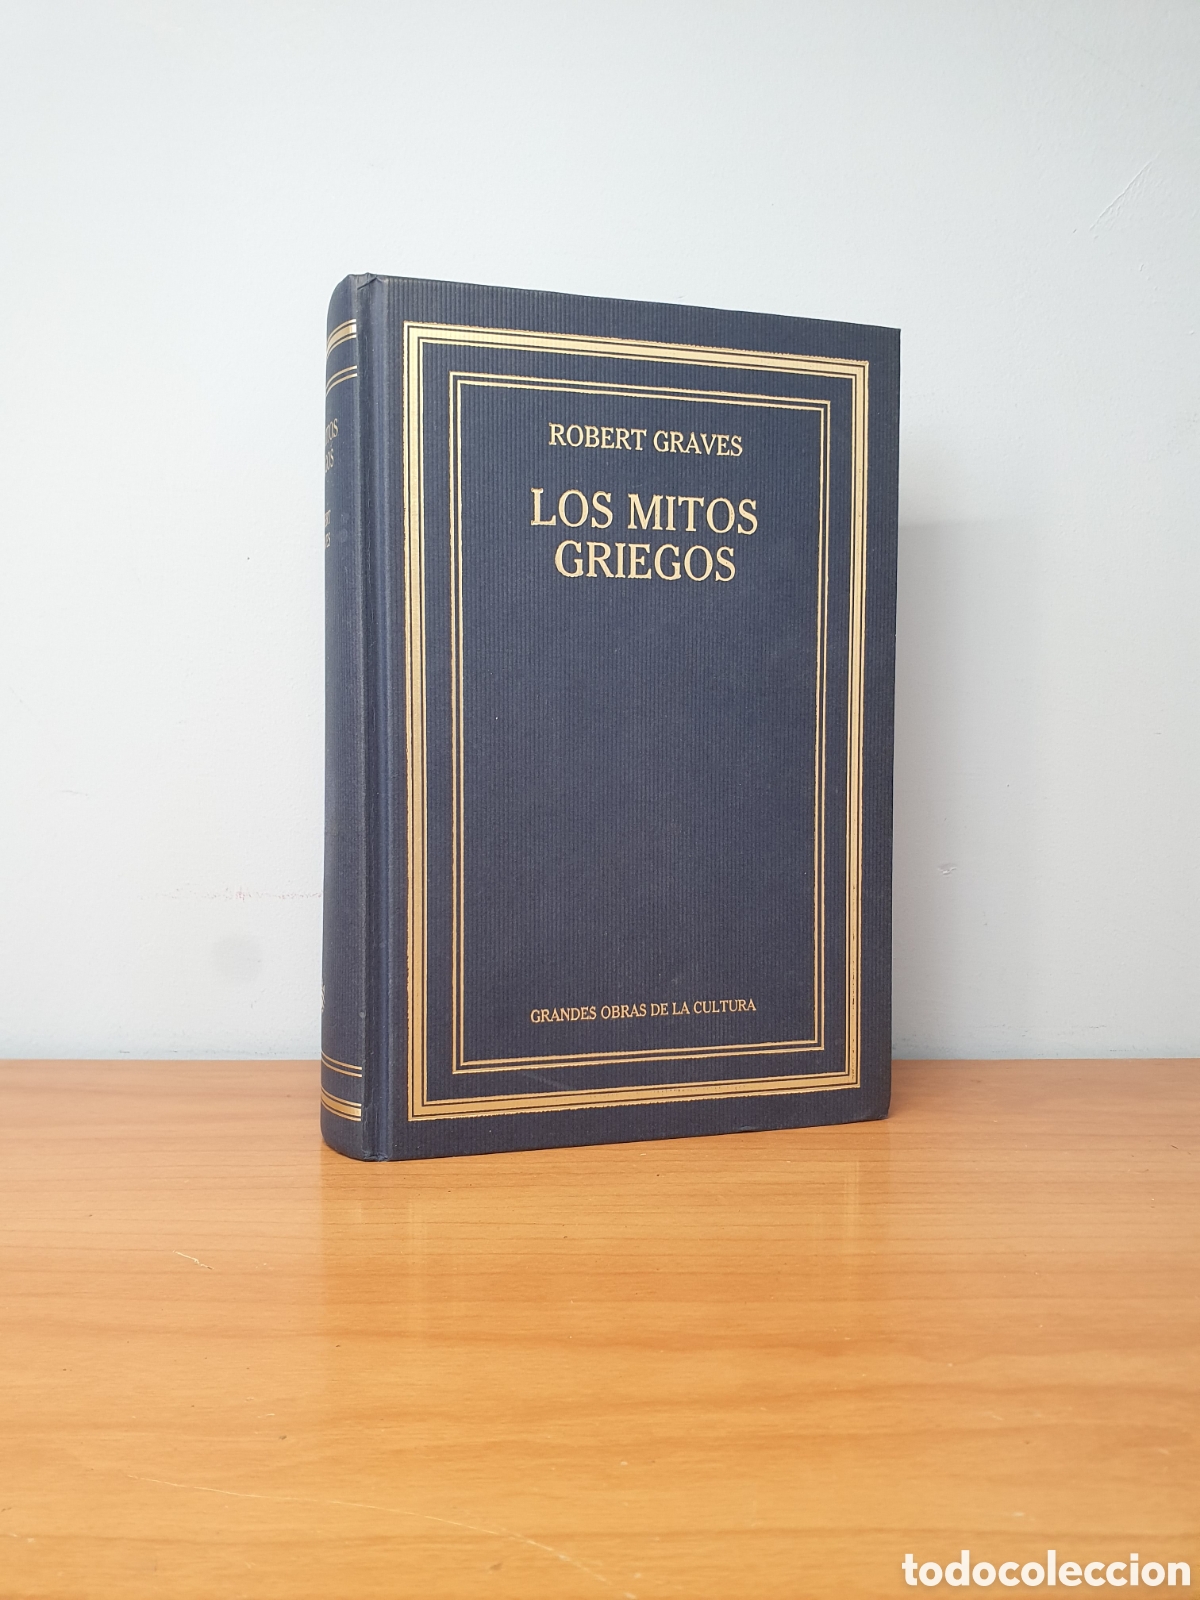 ROBERT GRAVES
LOS MITOS
GRIEGOS
GRANDES OBRAS DE LA CULTURA
todocoleccion